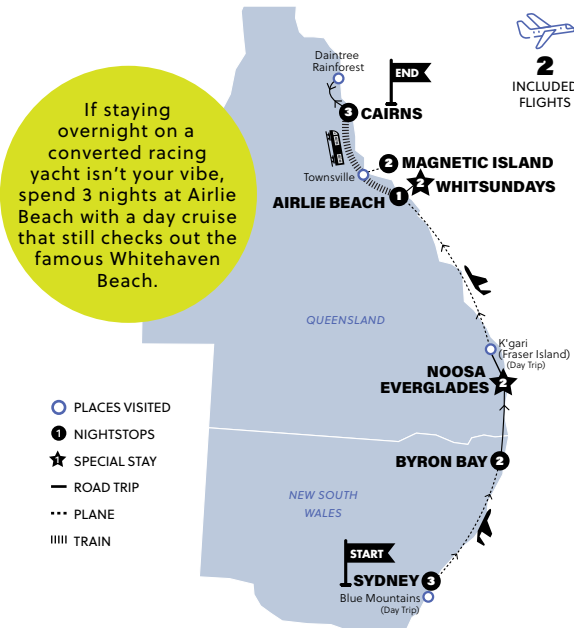 Daintree
Rainforest
END
2
INCLUDED
FLIGHTS
3 CAIRNS
If staying
overnight on a
converted racing
yacht isn't your vibe,
spend 3 nights at Airlie
Beach with a day cruise
that still checks out the
famous Whitehaven
Beach.
2 MAGNETIC ISLAND
Townsville
2 WHITSUNDAYS
AIRLIE BEACH 1
QUEENSLAND
K'gari
(Fraser Island)
(Day Trip)
NOOSA
EVERGLADES 2
PLACES VISITED
1 NIGHTSTOPS
1 SPECIAL STAY
ROAD TRIP
PLANE
TRAIN
BYRON BAY 2
NEW SOUTH
WALES
START
SYDNEY 3
Blue Mountains
(Day Trip)